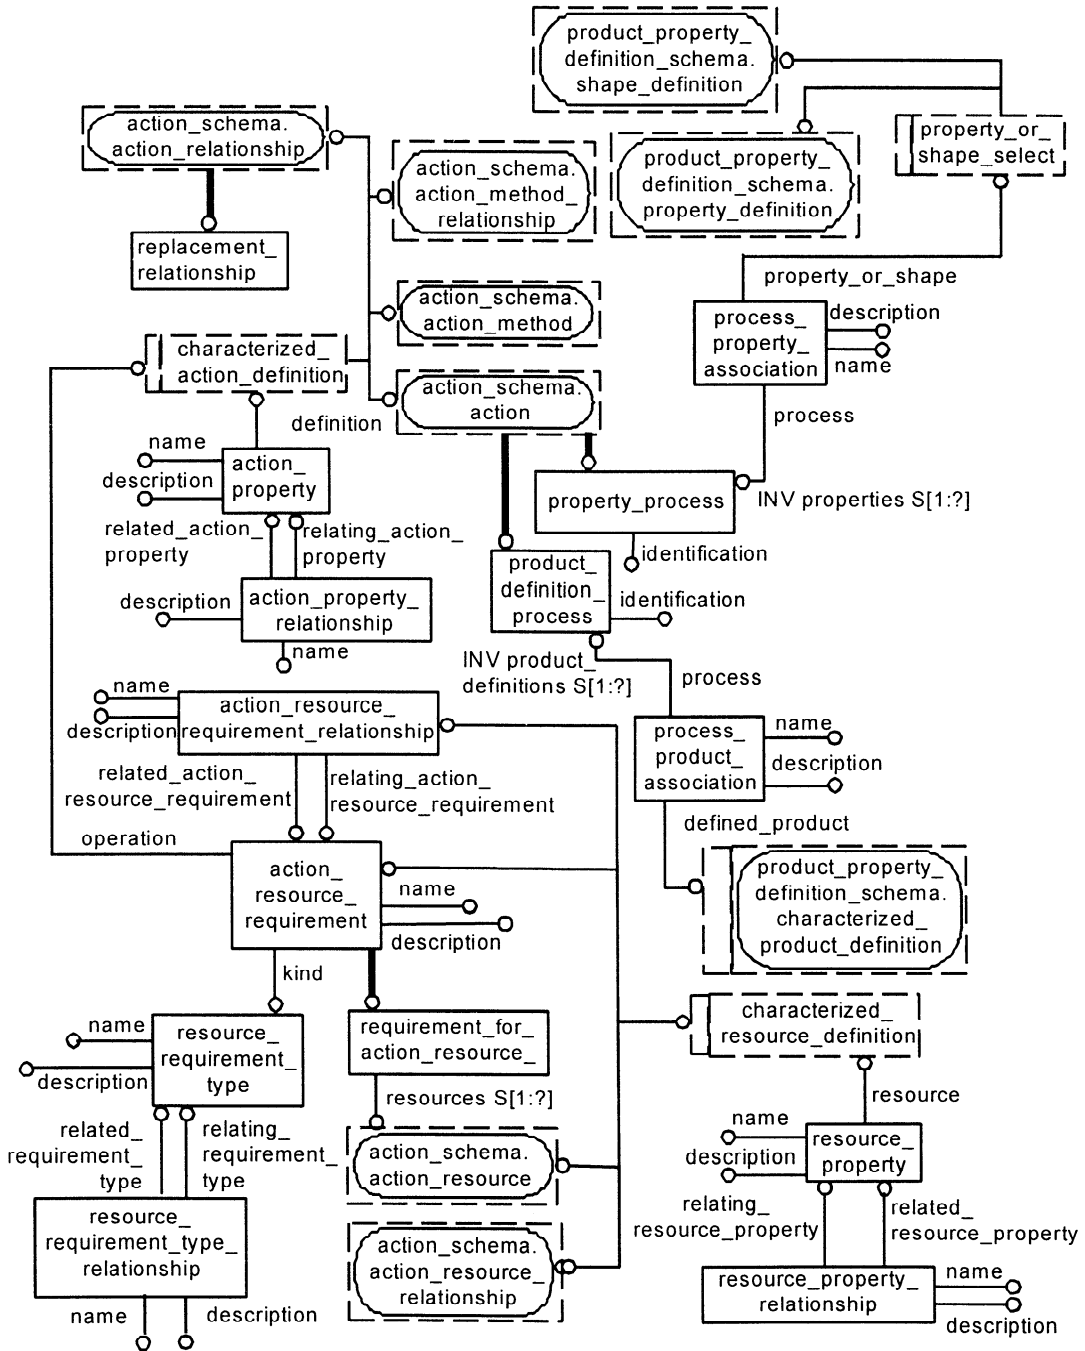 product_property_
definition_schema.
shape_definition
action_schema.
action_relationship
property_or_
shape_select
action_schema.
action_method_
relationship
product_property_
definition_schema.
property_definition
replacement_
relationship
property_or_shape
action_schema.
action_method
process_
property_
association
description
name
characterized_
action_definition
action_schema.
action
process
definition
name
description
action_
property
property_process
INV properties S[1:?]
related_action_
property
relating_action_
property
identification
product_
definition_
process
identification
description
action_property_
relationship
name
INV product_
definitions S[1:?]
process
name
description
action_resource_
requirement_relationship
process_
product_
association
name
description
related_action_
resource_requirement
relating_action_
resource_requirement
defined_product
operation
action_
resource_
requirement
name
description
product_property_
definition_schema.
characterized_
product_definition
kind
characterized_
resource_definition
name
description
resource_
requirement_
type
requirement_for_
action_resource_
resources S[1:?]
resource
related_
requirement_
type
relating_
requirement_
type
name
description
resource_
property
action_schema.
action_resource
relating_
resource_property
related_
resource_property
resource_
requirement_type_
relationship
action_schema.
action_resource_
relationship
resource_property_
relationship
name
description
name
description